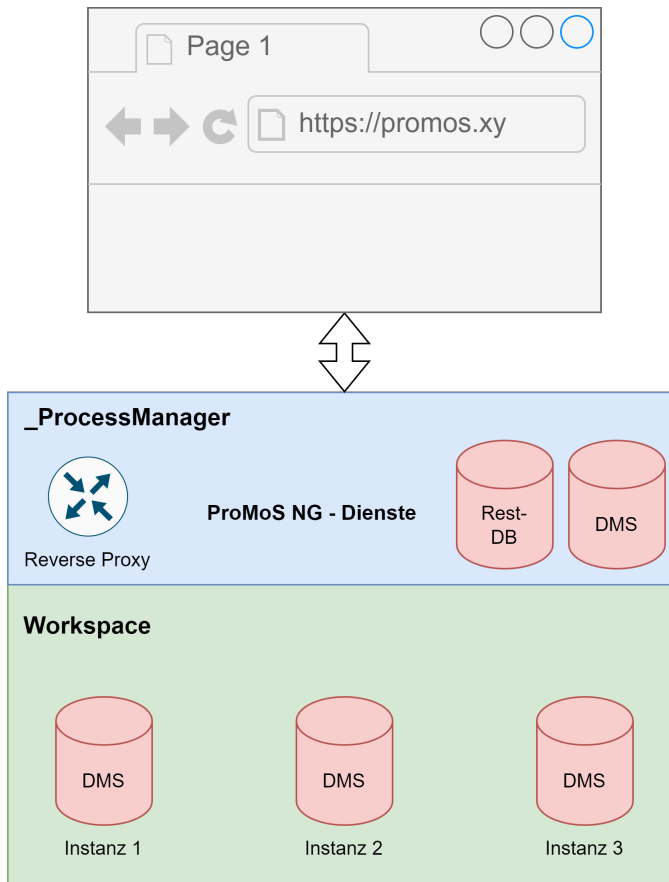 Page 1
https://promos.xy
_ProcessManager
Reverse Proxy
ProMoS NG - Dienste
Rest-
DB
DMS
Workspace
DMS
DMS
DMS
Instanz 1
Instanz 2
Instanz 3